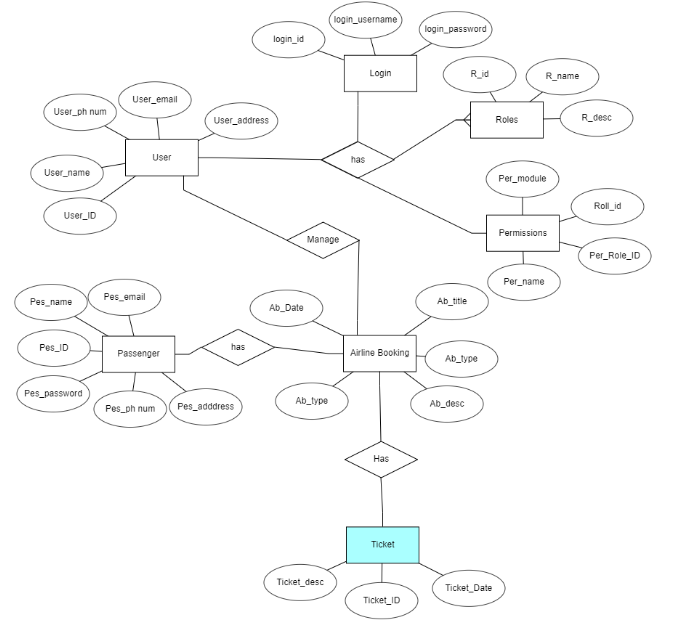 login_username
login_id
login_password
Login
R_id
R_name
User_email
User_ph num
User_address
Roles
R_desc
User
has
User_name
Per_module
Roll_id
User_ID
Permissions
Manage
Per_Role_ID
Per_name
Pes_name
Pes_email
Ab_Date
Ab_title
Pes_ID
Passenger
has
Airline Booking
Ab_type
Pes_password
Pes_ph num
Pes_adddress
Ab_type
Ab_desc
Has
Ticket
Ticket_desc
Ticket_ID
Ticket_Date